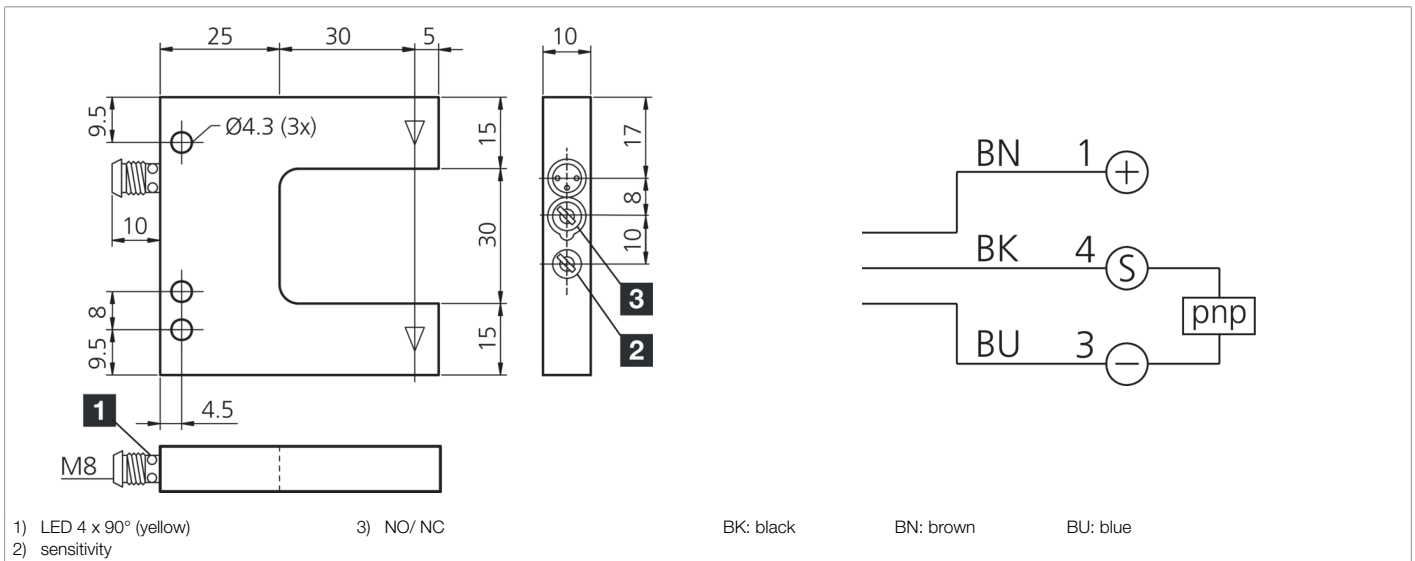 25 30 5 10
9.5
Ø4.3 (3x)
15
17
BN 1
8
10
30
10
BK 4 S
3
pnp
8
9.5
15
2
BU 3
1
4.5
M8
1) LED 4 x 90° (yellow) 3) NO/ NC BK: black BN: brown BU: blue
2) sensitivity